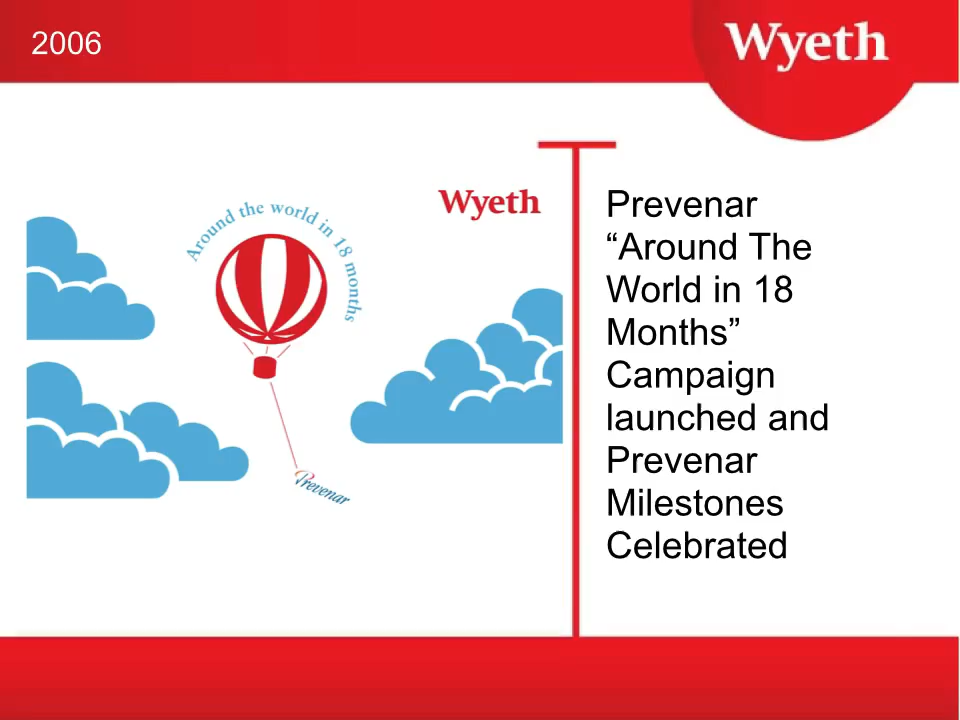 2006
Wyeth
Wyeth
Around the world in 18 months
Prevenar
Prevenar
“Around The
World in 18
Months”
Campaign
launched and
Prevenar
Milestones
Celebrated